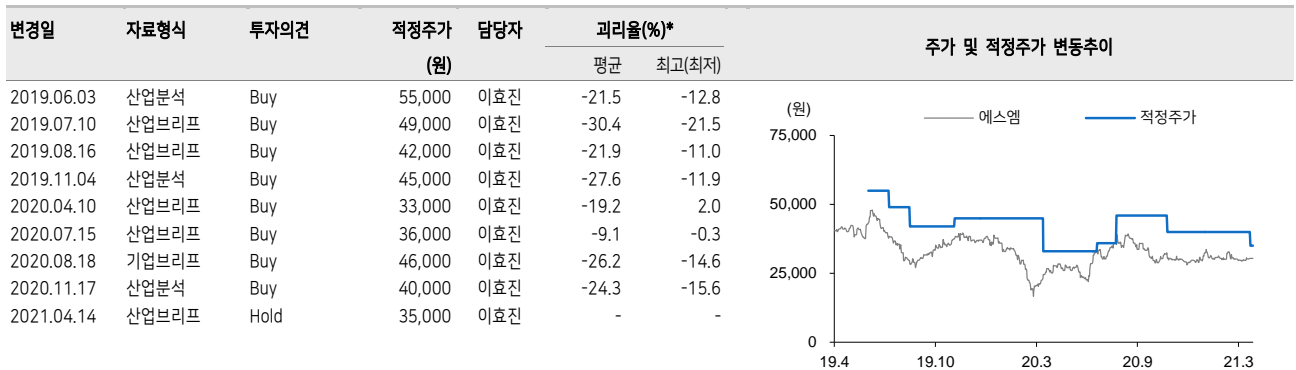 변경일 자료형식 투자의견 적정주가 담당자 괴리율(%)* 주가 및 적정주가 변동추이
(원) 평균 최고(최저)
2019.06.03 산업분석 Buy 55,000 이효진 -21.5 -12.8
2019.07.10 산업브리프 Buy 49,000 이효진 -30.4 -21.5
2019.08.16 산업브리프 Buy 42,000 이효진 -21.9 -11.0
2019.11.04 산업분석 Buy 45,000 이효진 -27.6 -11.9
2020.04.10 산업브리프 Buy 33,000 이효진 -19.2 2.0
2020.07.15 산업브리프 Buy 36,000 이효진 -9.1 -0.3
2020.08.18 기업브리프 Buy 46,000 이효진 -26.2 -14.6
2020.11.17 산업분석 Buy 40,000 이효진 -24.3 -15.6
2021.04.14 산업브리프 Hold 35,000 이효진 - -
(원)
에스엠 적정주가
75,000
50,000
25,000
0
19.4 19.10 20.3 20.9 21.3